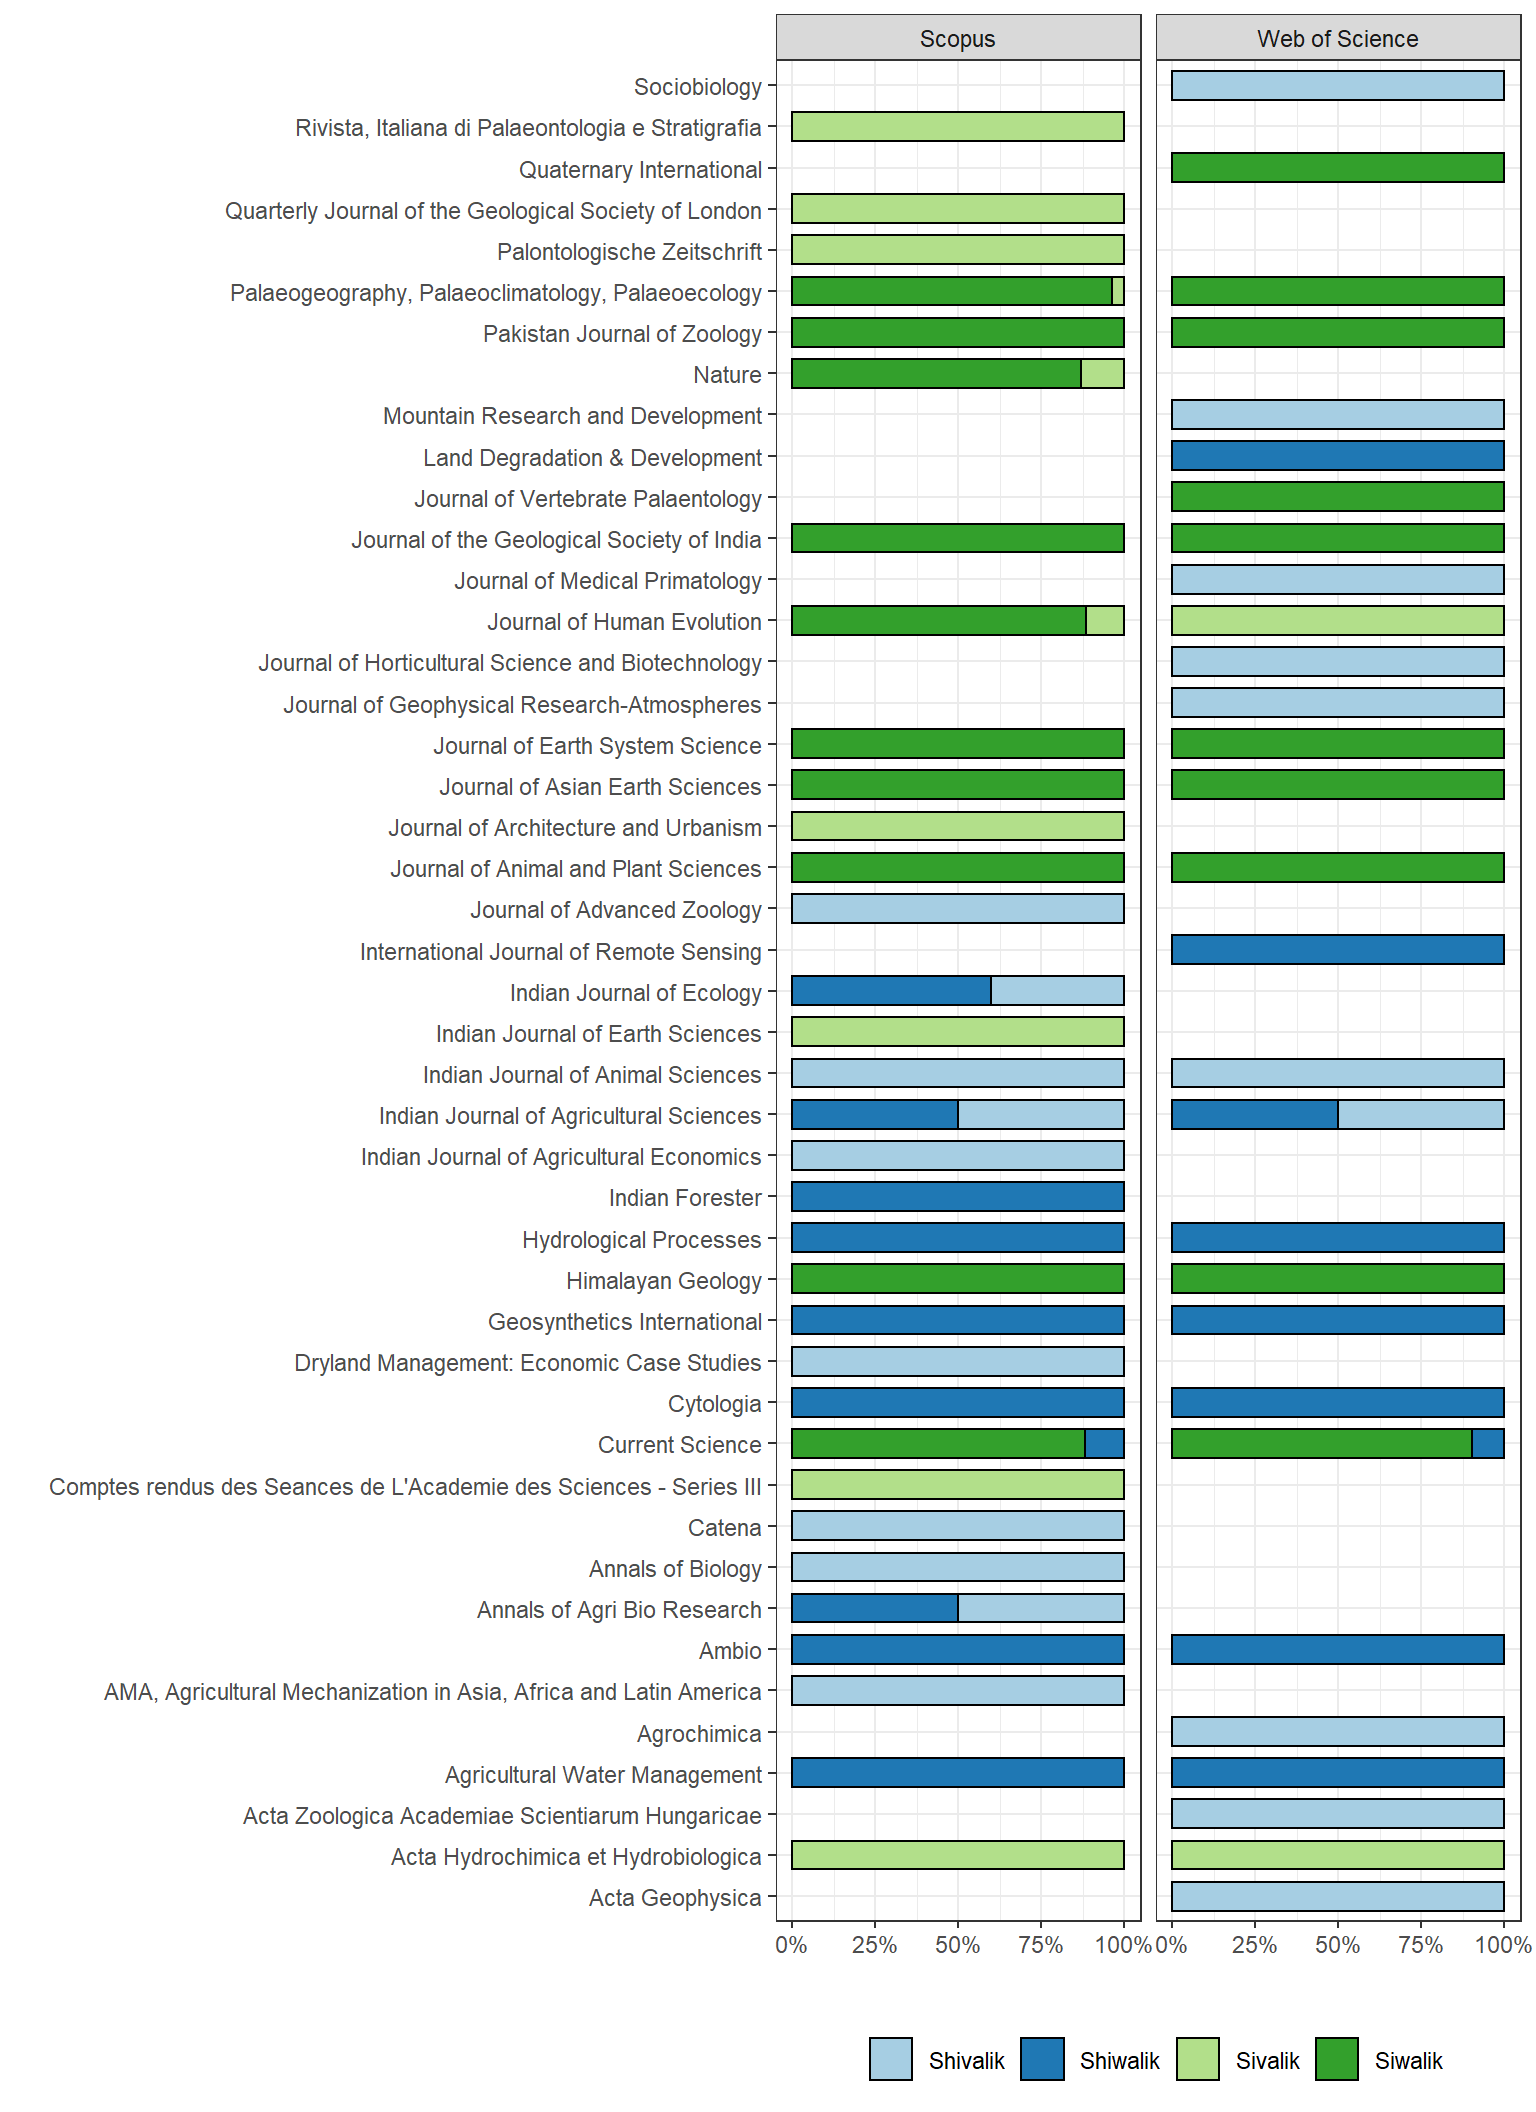 Scopus
Web of Science
Sociobiology
Rivista, Italiana di Palaeontologia e Stratigrafia
Quaternary International
Quarterly Journal of the Geological Society of London
Palontologische Zeitschrift
Palaeogeography, Palaeoclimatology, Palaeoecology
Pakistan Journal of Zoology
Nature
Mountain Research and Development
Land Degradation & Development
Journal of Vertebrate Palaentology
Journal of the Geological Society of India
Journal of Medical Primatology
Journal of Human Evolution
Journal of Horticultural Science and Biotechnology
Journal of Geophysical Research-Atmospheres
Journal of Earth System Science
Journal of Asian Earth Sciences
Journal of Architecture and Urbanism
Journal of Animal and Plant Sciences
Journal of Advanced Zoology
International Journal of Remote Sensing
Indian Journal of Ecology
Indian Journal of Earth Sciences
Indian Journal of Animal Sciences
Indian Journal of Agricultural Sciences
Indian Journal of Agricultural Economics
Indian Forester
Hydrological Processes
Himalayan Geology
Geosynthetics International
Dryland Management: Economic Case Studies
Cytologia
Current Science
Comptes rendus des Seances de L'Academie des Sciences - Series III
Catena
Annals of Biology
Annals of Agri Bio Research
Ambio
AMA, Agricultural Mechanization in Asia, Africa and Latin America
Agrochimica
Agricultural Water Management
Acta Zoologica Academiae Scientiarum Hungaricae
Acta Hydrochimica et Hydrobiologica
Acta Geophysica
0% 25% 50% 75% 100% 0% 25% 50% 75% 100%
Shivalik Shiwalik Sivalik Siwalik